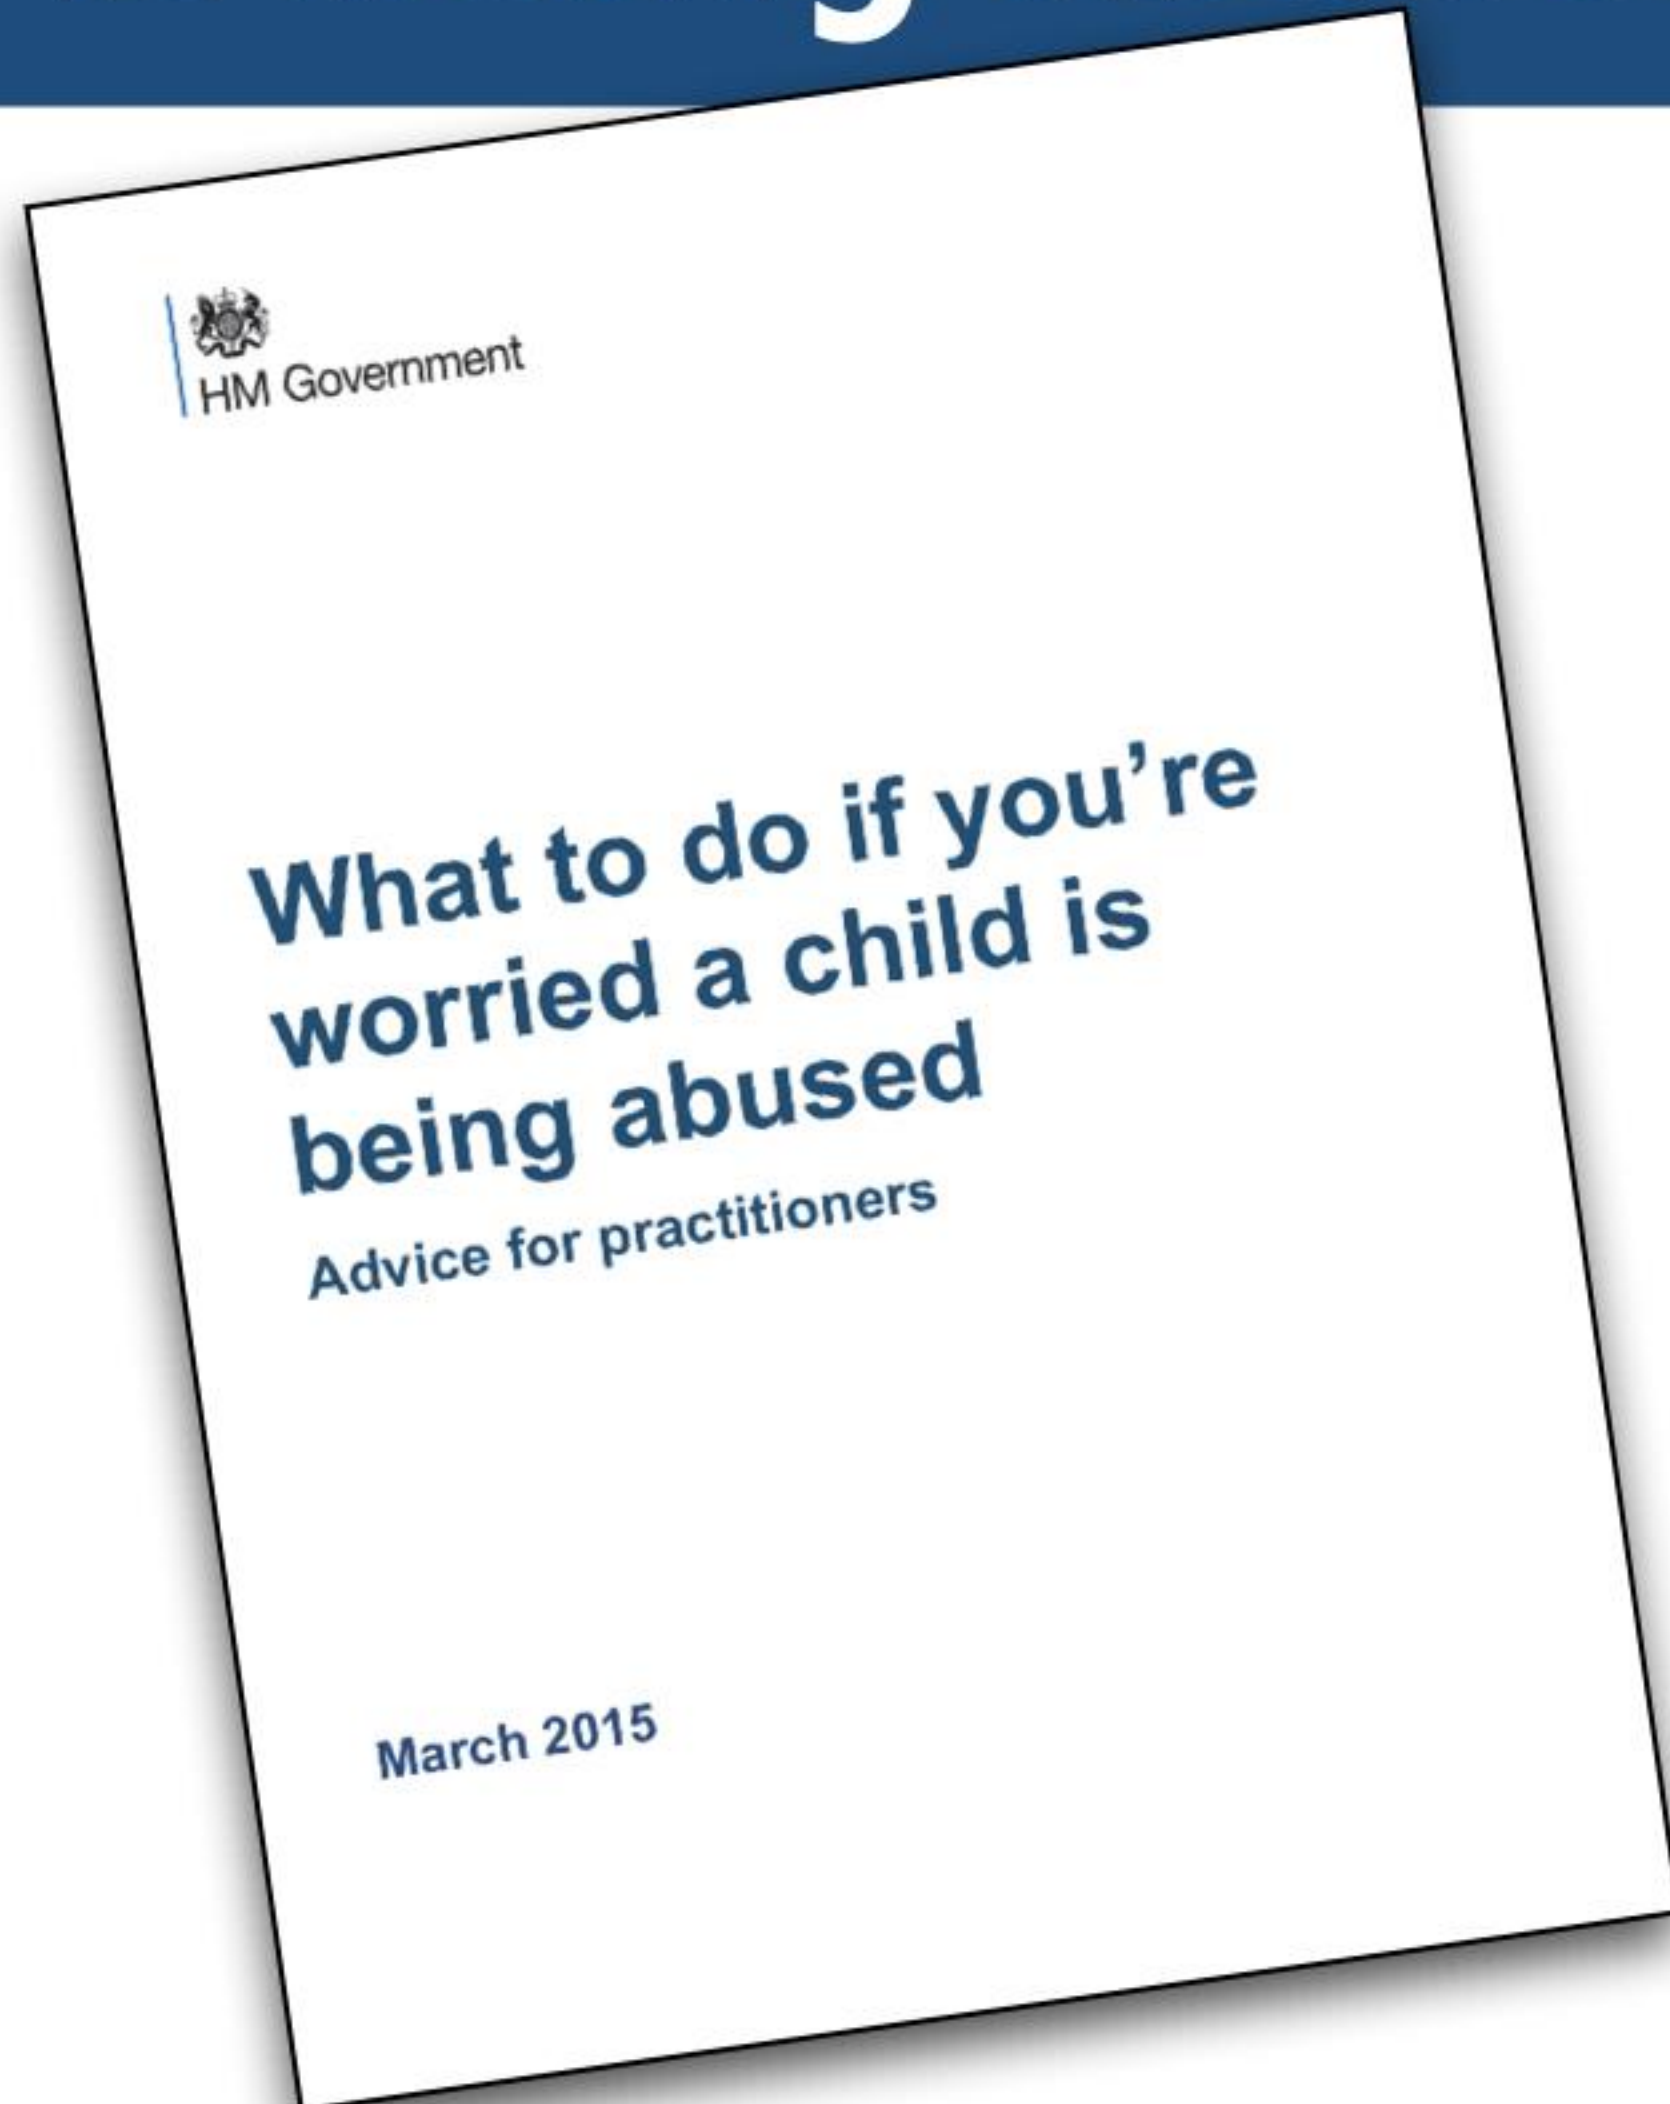 HM Government
What to do if you’re
worried a child is
being abused
Advice for practitioners
March 2015